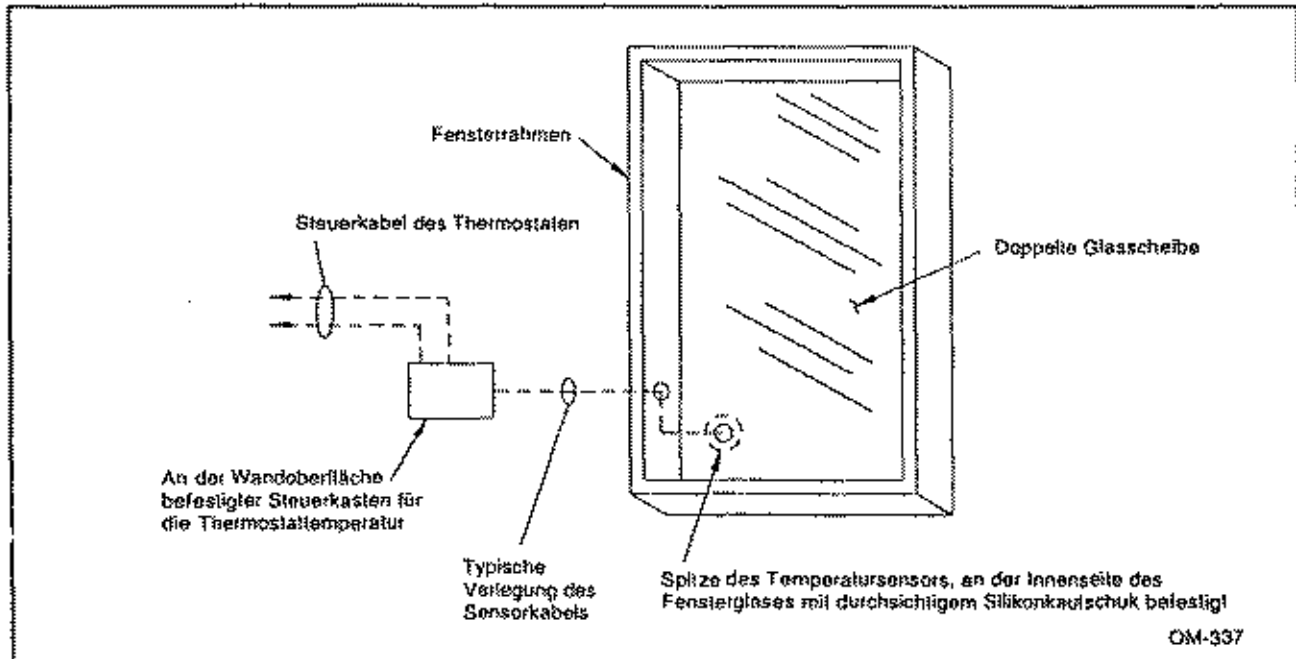 Fensterrahmen
Steuerkabel des Thermostaten
Doppelte Glasscheibe
An der Wandoberfläche
befestigter Steuerkasten für
die Thermostattemperatur
Typische
Verlegung des
Sensorkabels
Spitze des Temperatursensors, an der Innenseite des
Fensterglases mit durchsichtigem Silikonkautschuk befestigt
OM-337